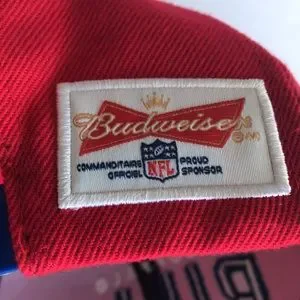 Budweiser
COMMANDITAIRE PROUD
OFFICIEL NFL SPONSOR